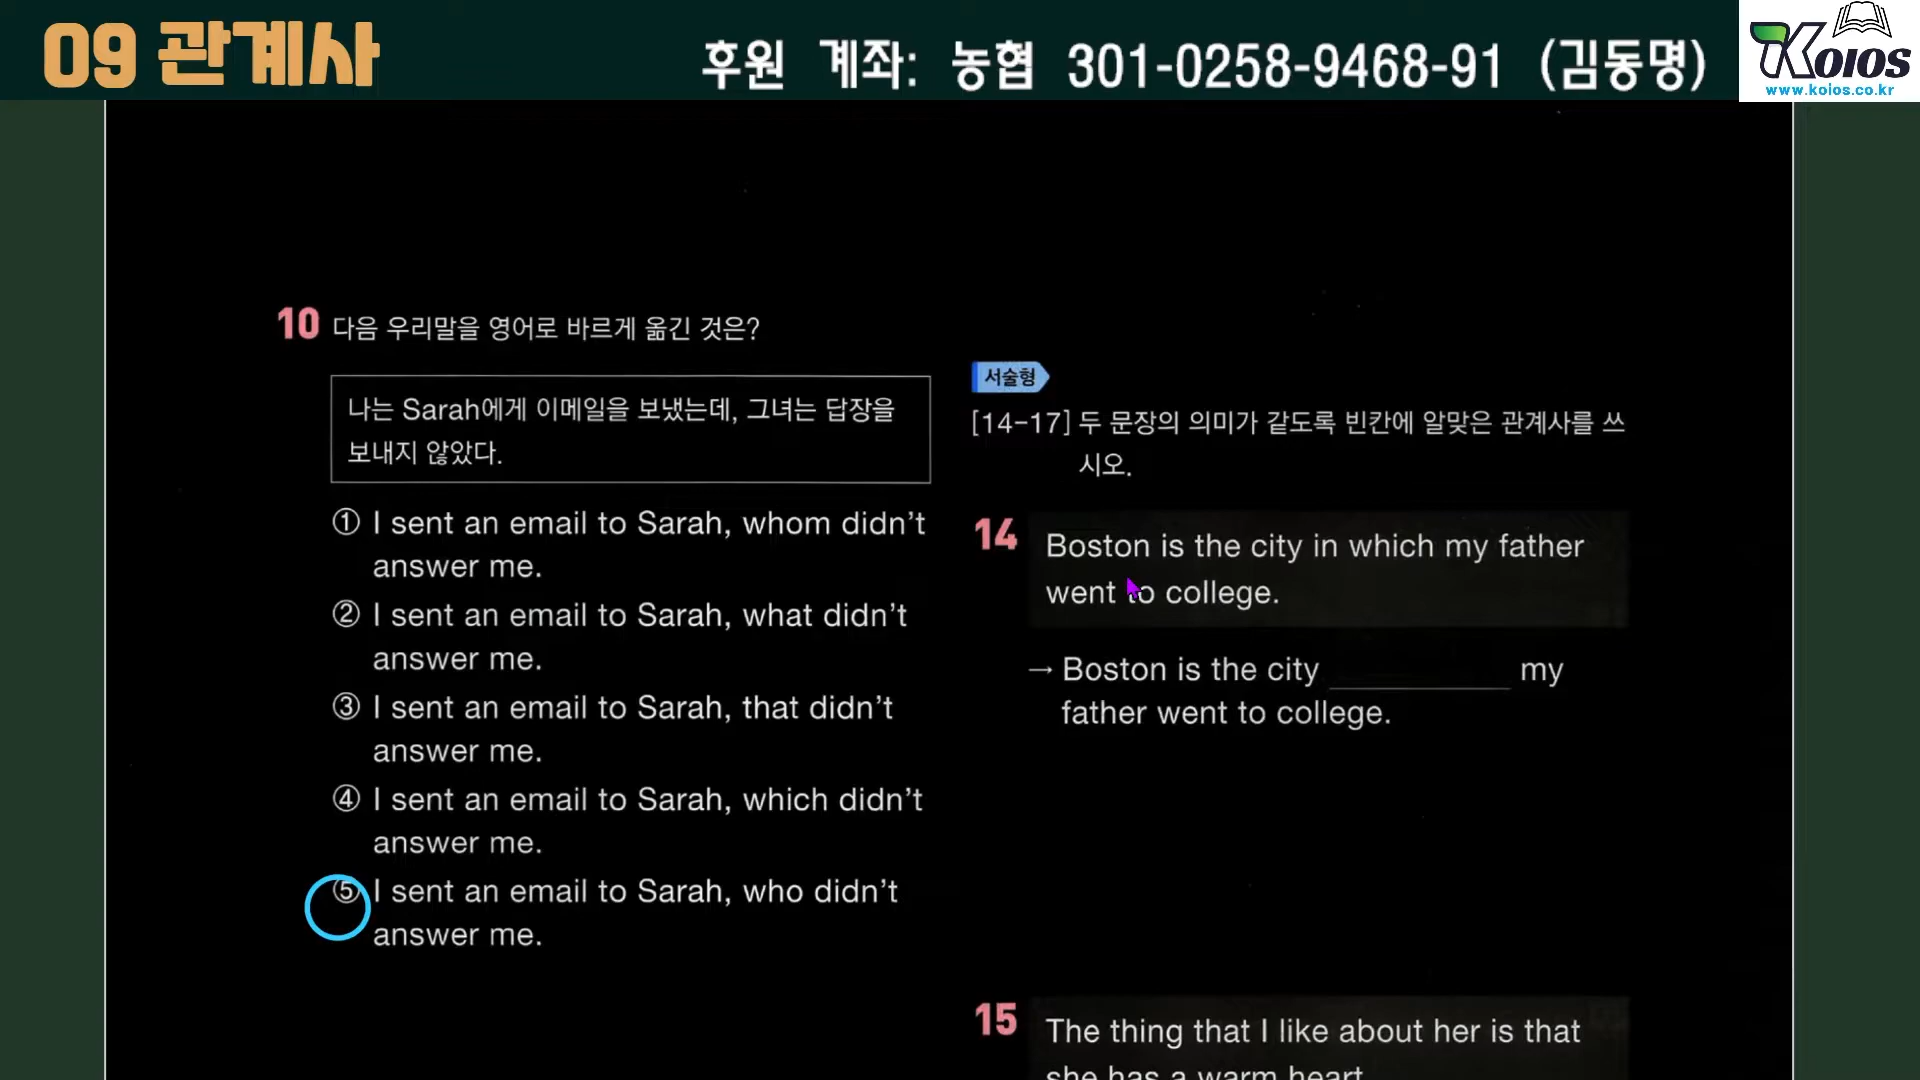 09 관계사
후원 계좌: 농협 301-0258-9468-91 (김동명)
KOIOS
www.koios.co.kr
10 다음 우리말을 영어로 바르게 옮긴 것은?
나는 Sarah에게 이메일을 보냈는데, 그녀는 답장을
보내지 않았다.
① I sent an email to Sarah, whom didn't
answer me.
② I sent an email to Sarah, what didn't
answer me.
③ I sent an email to Sarah, that didn't
answer me.
④ I sent an email to Sarah, which didn't
answer me.
⑤ I sent an email to Sarah, who didn't
answer me.
서술형
[14-17] 두 문장의 의미가 같도록 빈칸에 알맞은 관계사를 쓰
시오.
14 Boston is the city in which my father
went to college.
→ Boston is the city ___________ my
father went to college.
15 The thing that I like about her is that
she has a warm heart.